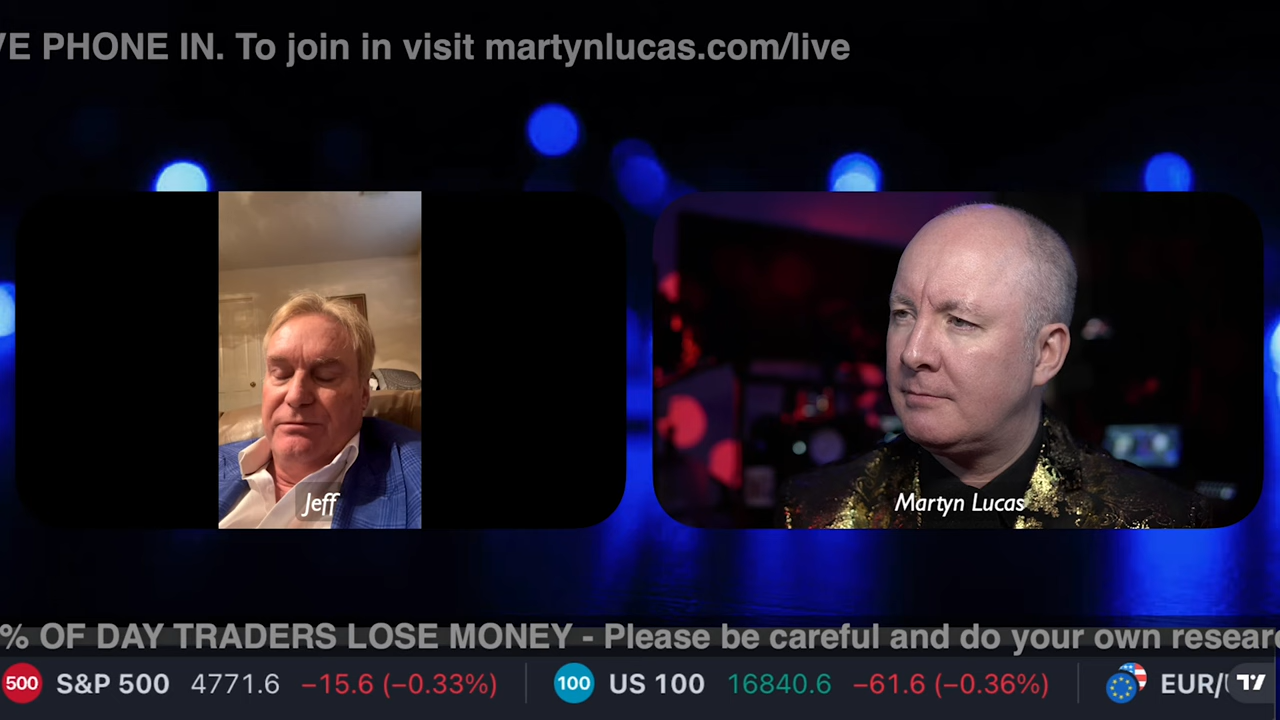 E PHONE IN. To join in visit martynlucas.com/live
Jeff
Martyn Lucas
% OF DAY TRADERS LOSE MONEY - Please be careful and do your own resear
500 S&P 500 4771.6 −15.6 (−0.33%) 100 US 100 16840.6 −61.6 (−0.36%) EUR/